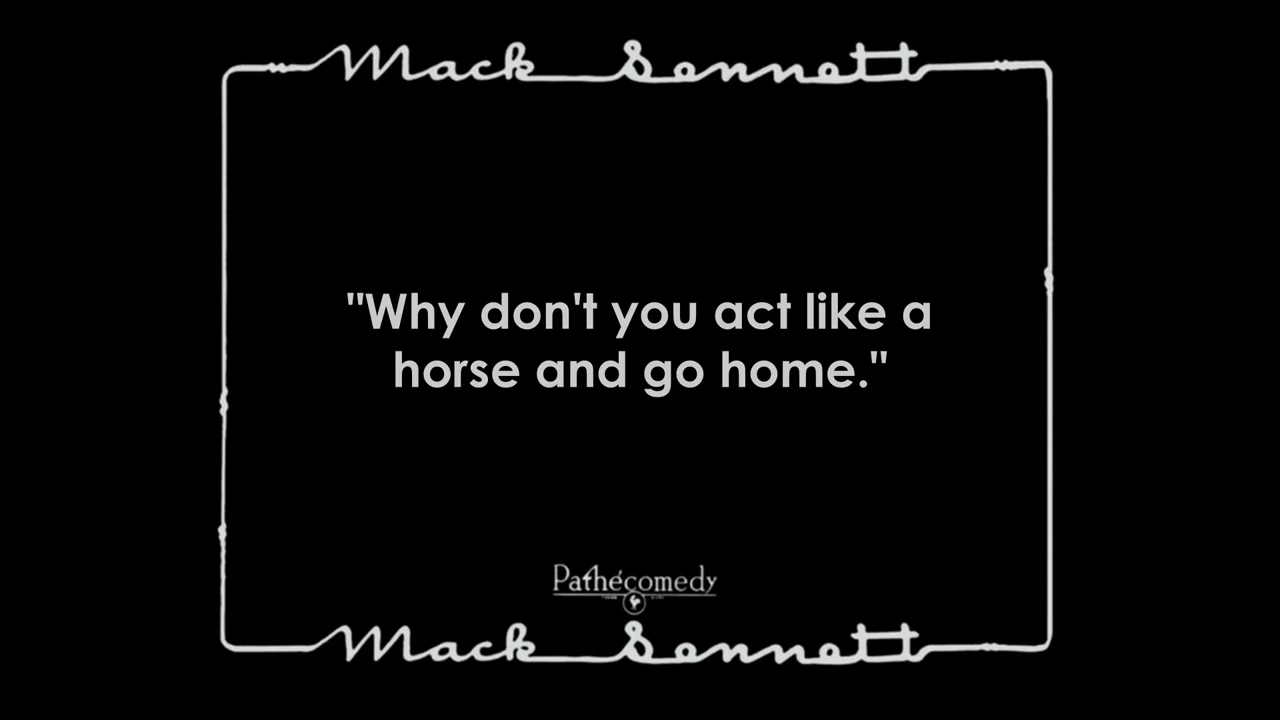 Mack Sennett
"Why don't you act like a
horse and go home."
Pathécomedy
Mack Sennett